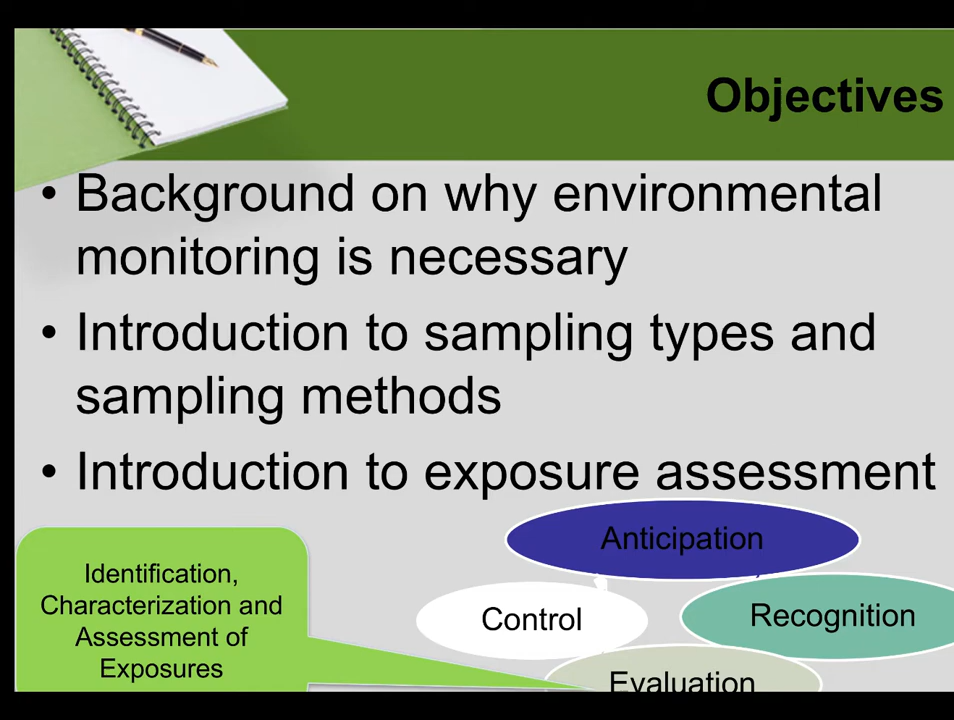 Objectives
• Background on why environmental
monitoring is necessary
• Introduction to sampling types and
sampling methods
• Introduction to exposure assessment
Anticipation
Identification,
Characterization and
Assessment of
Exposures
Control
Recognition
Evaluation